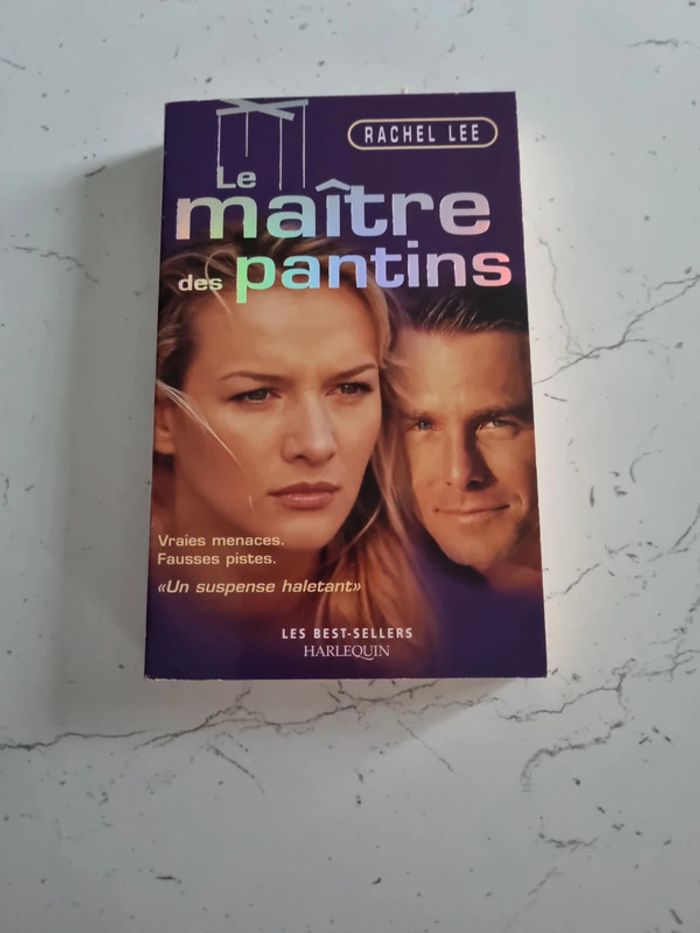 RACHEL LEE
Le
maître
des pantins
Vraies menaces.
Fausses pistes.
«Un suspense haletant»
LES BEST-SELLERS
HARLEQUIN